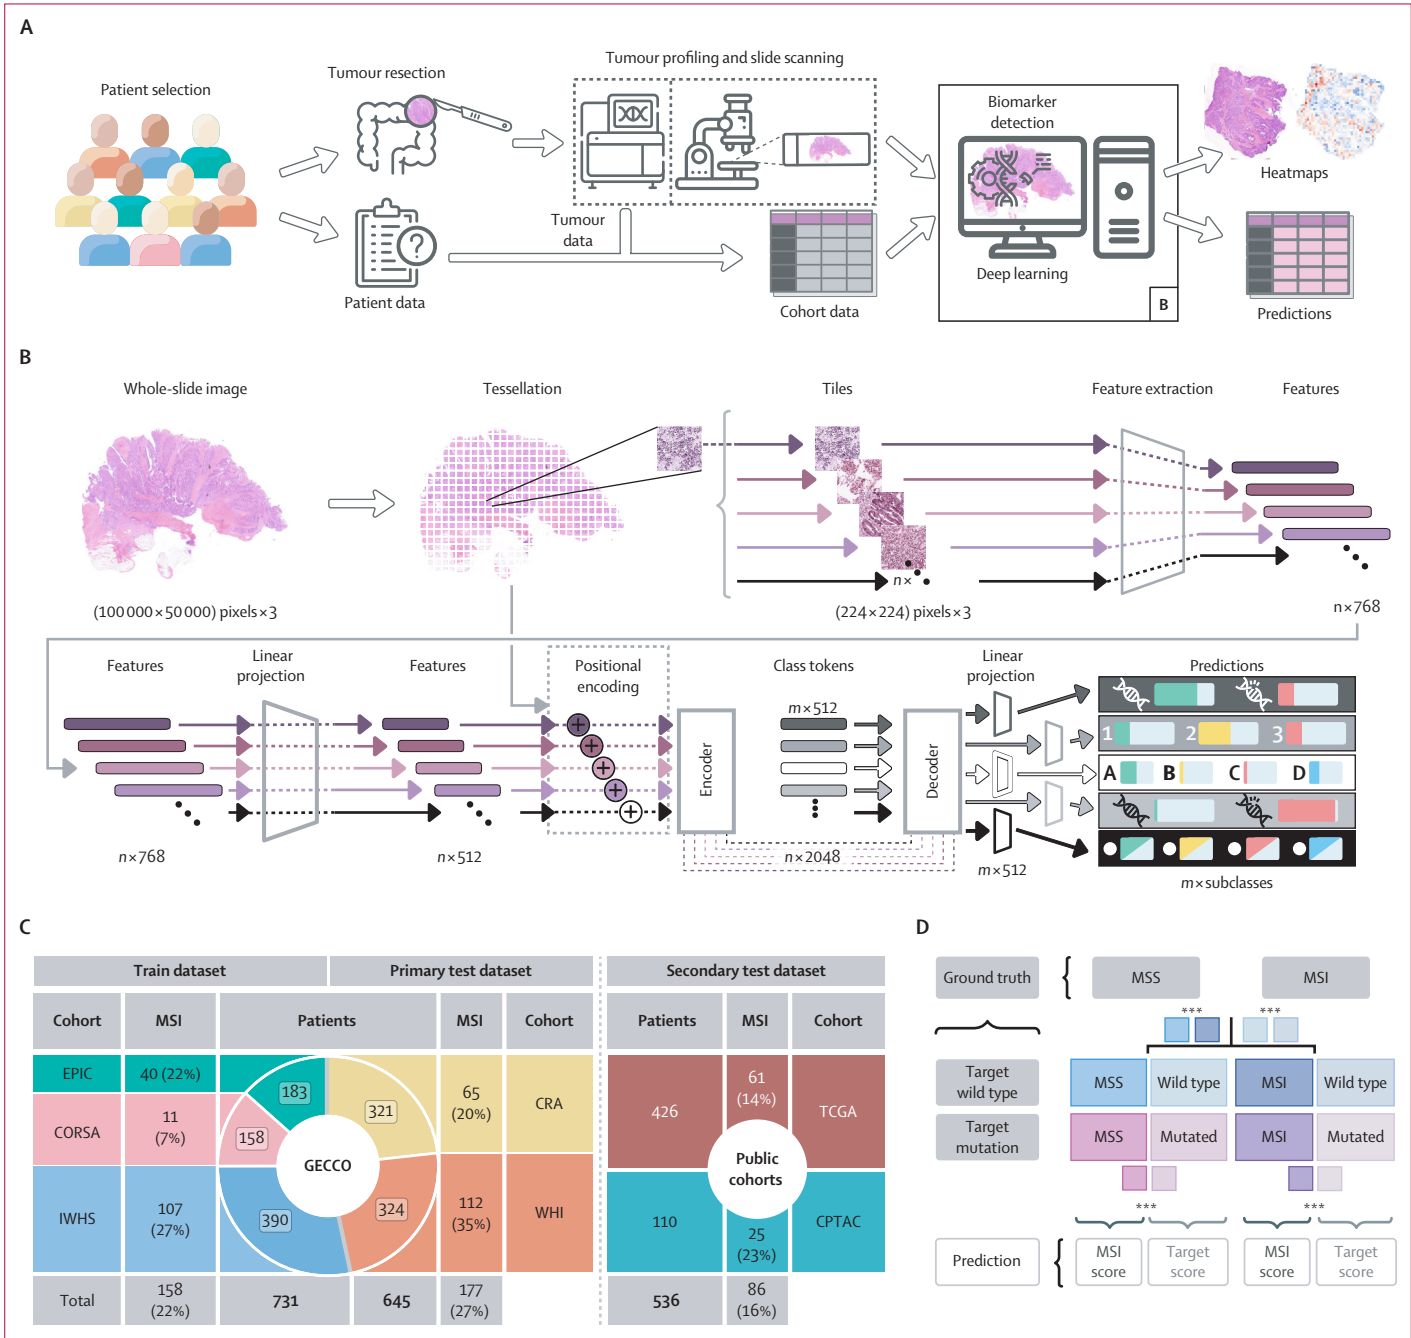 A
Patient selection
Tumour resection
Tumour profiling and slide scanning
Biomarker
detection
Heatmaps
Tumour
data
Patient data
Cohort data
Deep learning
B
Predictions
B
Whole-slide image
Tessellation
Tiles
Feature extraction
Features
n×
(100 000 × 50 000) pixels × 3
(224 × 224) pixels × 3
n × 768
Features
Linear
projection
Features
Positional
encoding
Class tokens
Linear
projection
Predictions
m × 512
Encoder
Decoder
1 2 3
A B C D
n × 768
n × 512
n × 2048
m × 512
m × subclasses
C
Train dataset
Primary test dataset
Secondary test dataset
Cohort
MSI
Patients
MSI
Cohort
Patients
MSI
Cohort
EPIC
40 (22%)
183
321
65
(20%)
CRA
CORSA
11
(7%)
158
GECCO
IWHS
107
(27%)
390
324
112
(35%)
WHI
Total
158
(22%)
731
645
177
(27%)
426
61
(14%)
TCGA
Public
cohorts
110
25
(23%)
CPTAC
536
86
(16%)
D
Ground truth
MSS
MSI
***
***
Target
wild type
MSS
Wild type
MSI
Wild type
Target
mutation
MSS
Mutated
MSI
Mutated
***
***
Prediction
MSI
score
Target
score
MSI
score
Target
score